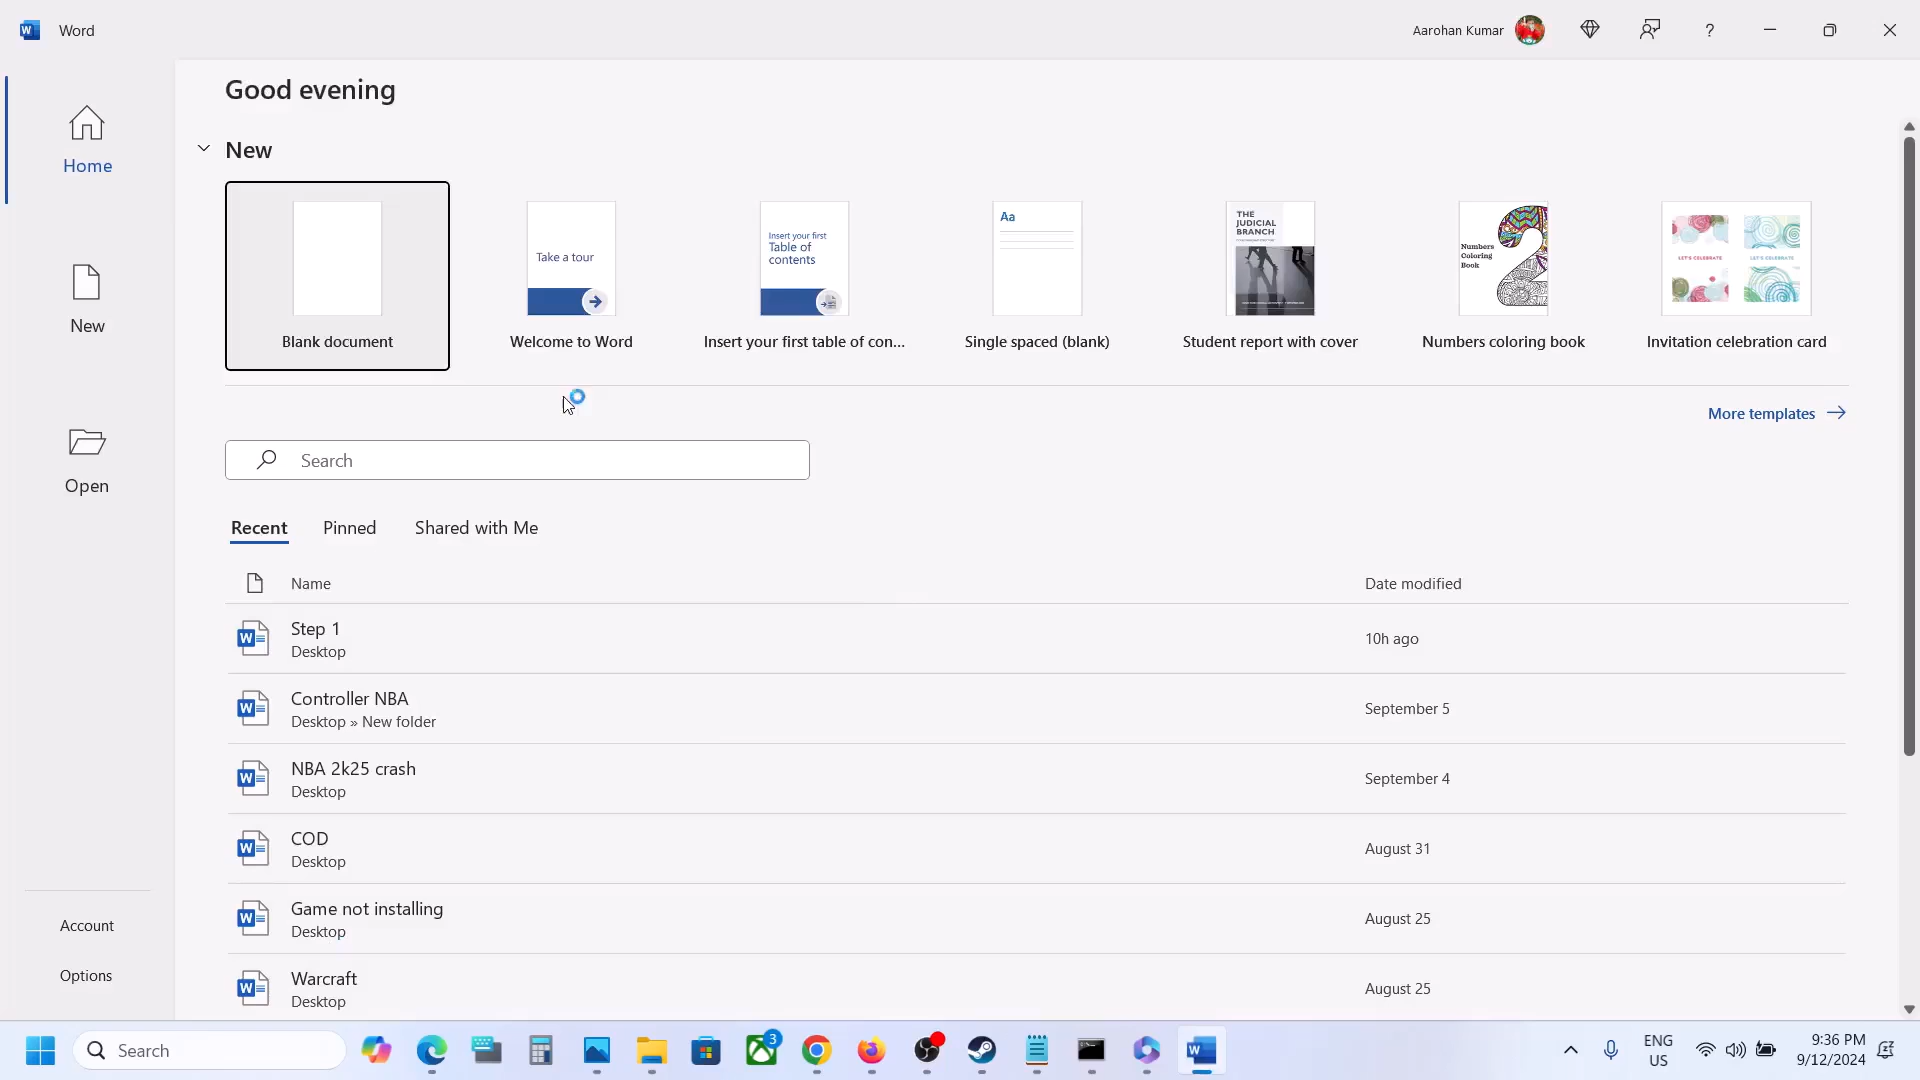 Word
Aarohan Kumar
?
Good evening
New
Home
New
Open
Account
Options
Take a tour
Insert your first
Table of
contents
Aa
THE
JUDICIAL
BRANCH
Numbers
Coloring
Book
LET'S CELEBRATE
LET'S CELEBRATE
Blank document
Welcome to Word
Insert your first table of con...
Single spaced (blank)
Student report with cover
Numbers coloring book
Invitation celebration card
More templates
Search
Recent
Pinned
Shared with Me
Name
Date modified
Step 1
Desktop
10h ago
Controller NBA
Desktop » New folder
September 5
NBA 2k25 crash
Desktop
September 4
COD
Desktop
August 31
Game not installing
Desktop
August 25
Warcraft
Desktop
August 25
Search
3
ENG
US
9:36 PM
9/12/2024